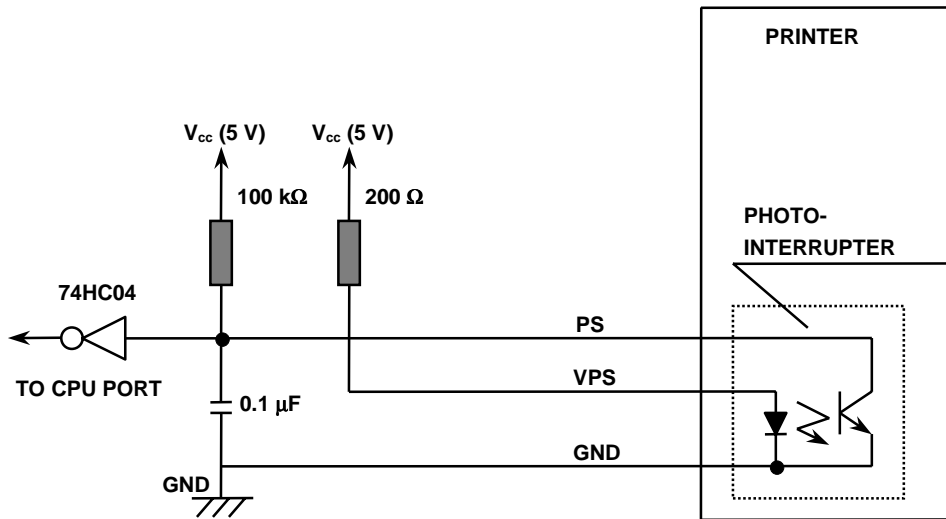 PRINTER
Vcc (5 V)
Vcc (5 V)
100 kΩ
200 Ω
PHOTO-
INTERRUPTER
74HC04
PS
TO CPU PORT
VPS
0.1 μF
GND
GND